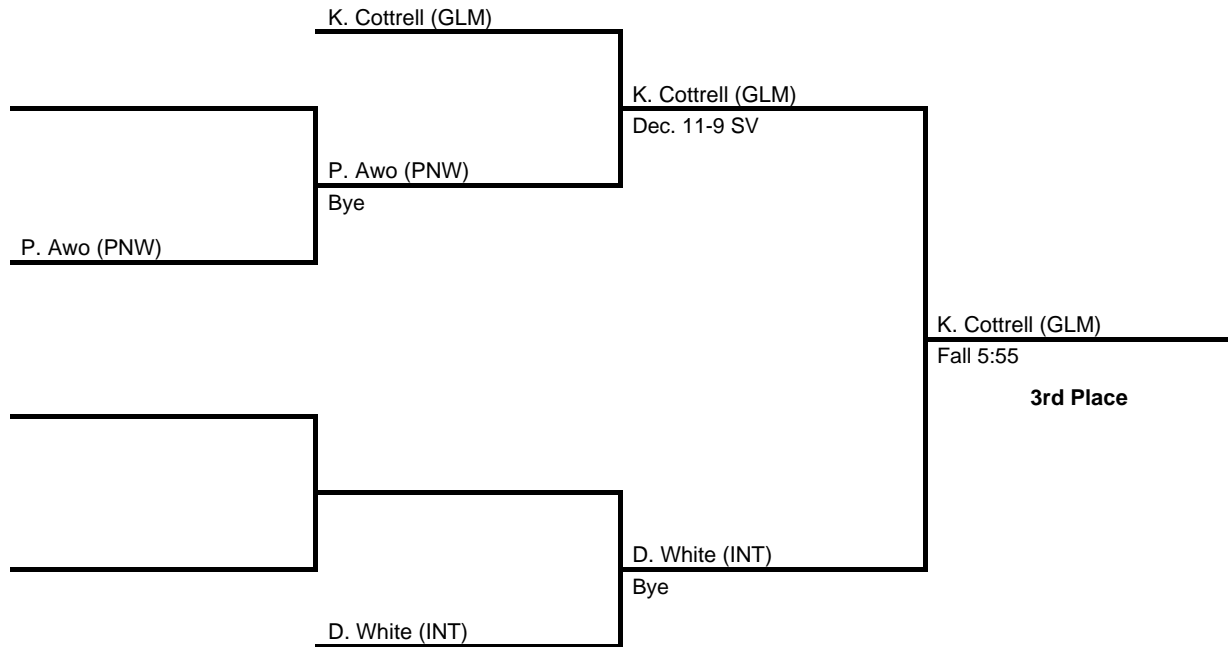 K. Cottrell (GLM)
K. Cottrell (GLM)
Dec. 11-9 SV
P. Awo (PNW)
Bye
P. Awo (PNW)
K. Cottrell (GLM)
Fall 5:55
3rd Place
D. White (INT)
Bye
D. White (INT)